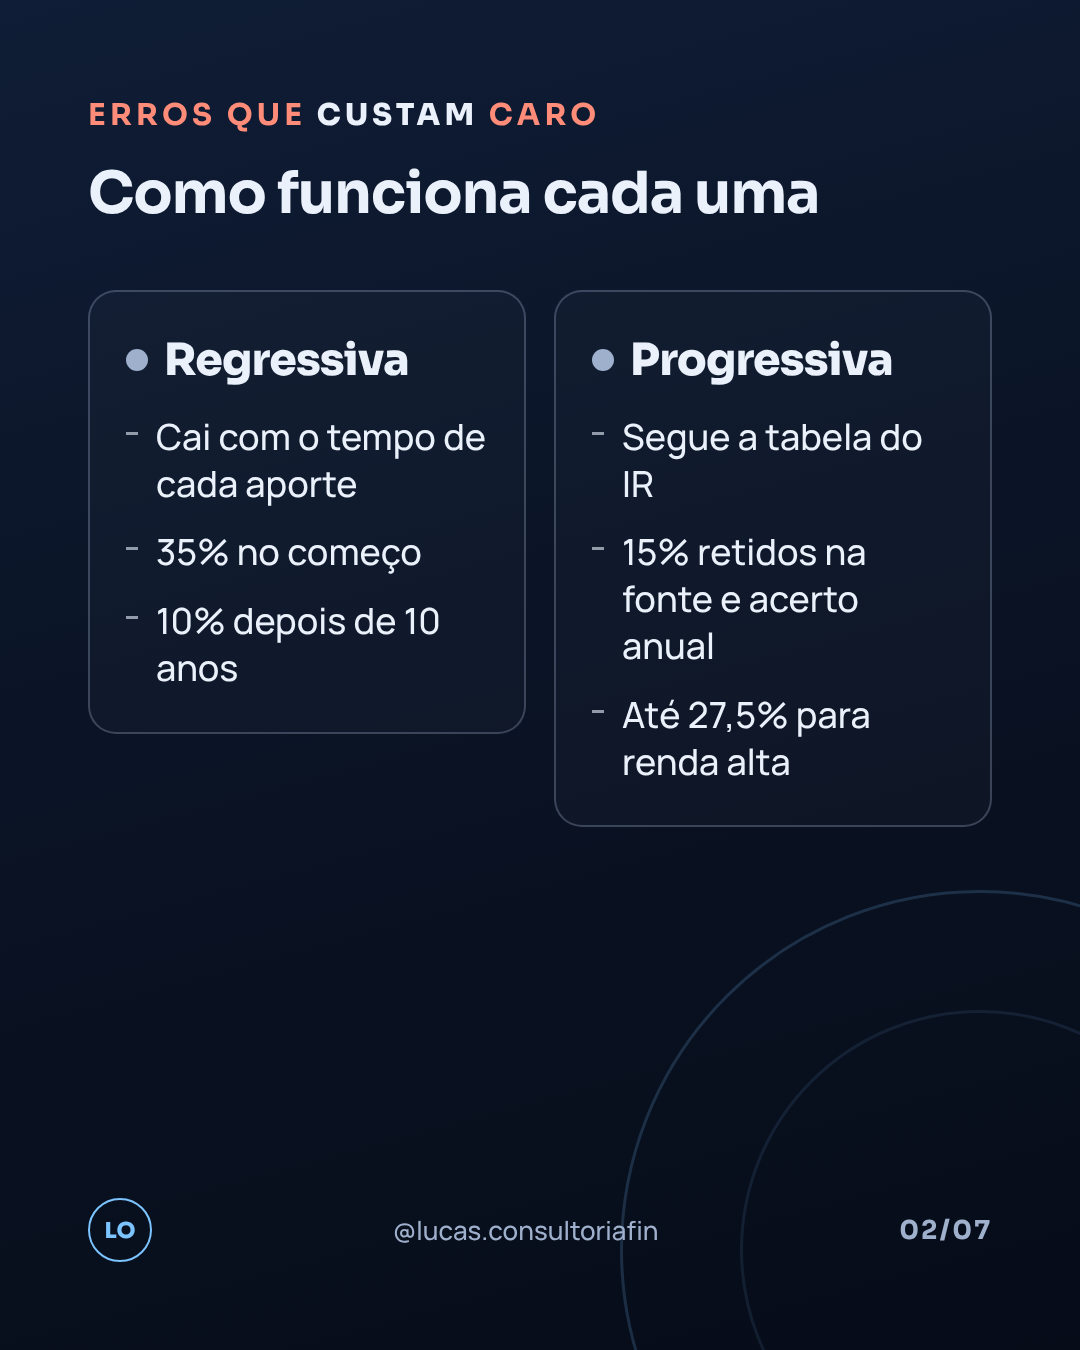 ERROS QUE CUSTAM CARO
Como funciona cada uma
Regressiva
- Cai com o tempo de
cada aporte
- 35% no começo
- 10% depois de 10
anos
Progressiva
- Segue a tabela do
IR
- 15% retidos na
fonte e acerto
anual
- Até 27,5% para
renda alta
LO
@lucas.consultoriafin
02/07